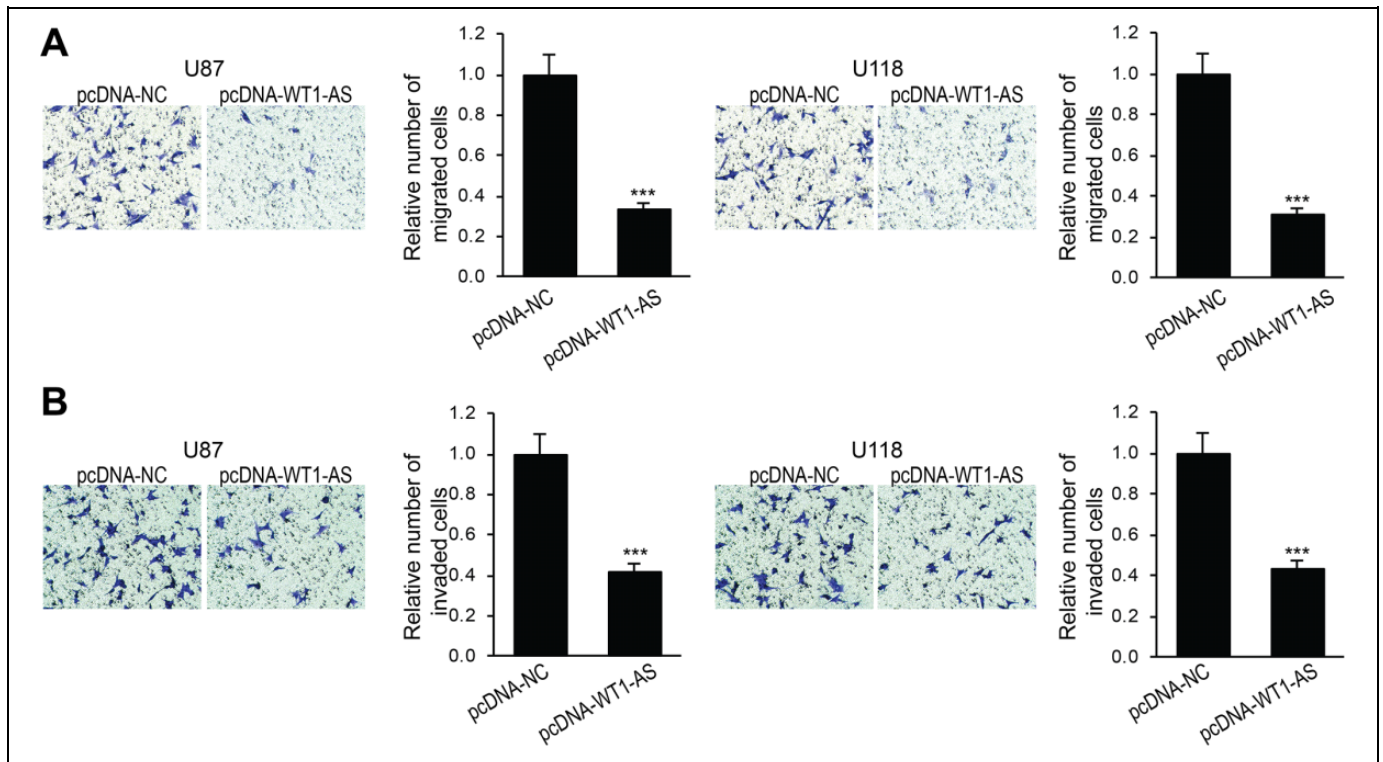 A
U87
pcDNA-NC pcDNA-WT1-AS
Relative number of
migrated cells
1.2
1.0
0.8
0.6
0.4
0.2
0.0
***
pcDNA-NC
pcDNA-WT1-AS
U118
pcDNA-NC pcDNA-WT1-AS
Relative number of
migrated cells
1.2
1.0
0.8
0.6
0.4
0.2
0.0
***
pcDNA-NC
pcDNA-WT1-AS
B
U87
pcDNA-NC pcDNA-WT1-AS
Relative number of
invaded cells
1.2
1.0
0.8
0.6
0.4
0.2
0.0
***
pcDNA-NC
pcDNA-WT1-AS
U118
pcDNA-NC pcDNA-WT1-AS
Relative number of
invaded cells
1.2
1.0
0.8
0.6
0.4
0.2
0.0
***
pcDNA-NC
pcDNA-WT1-AS